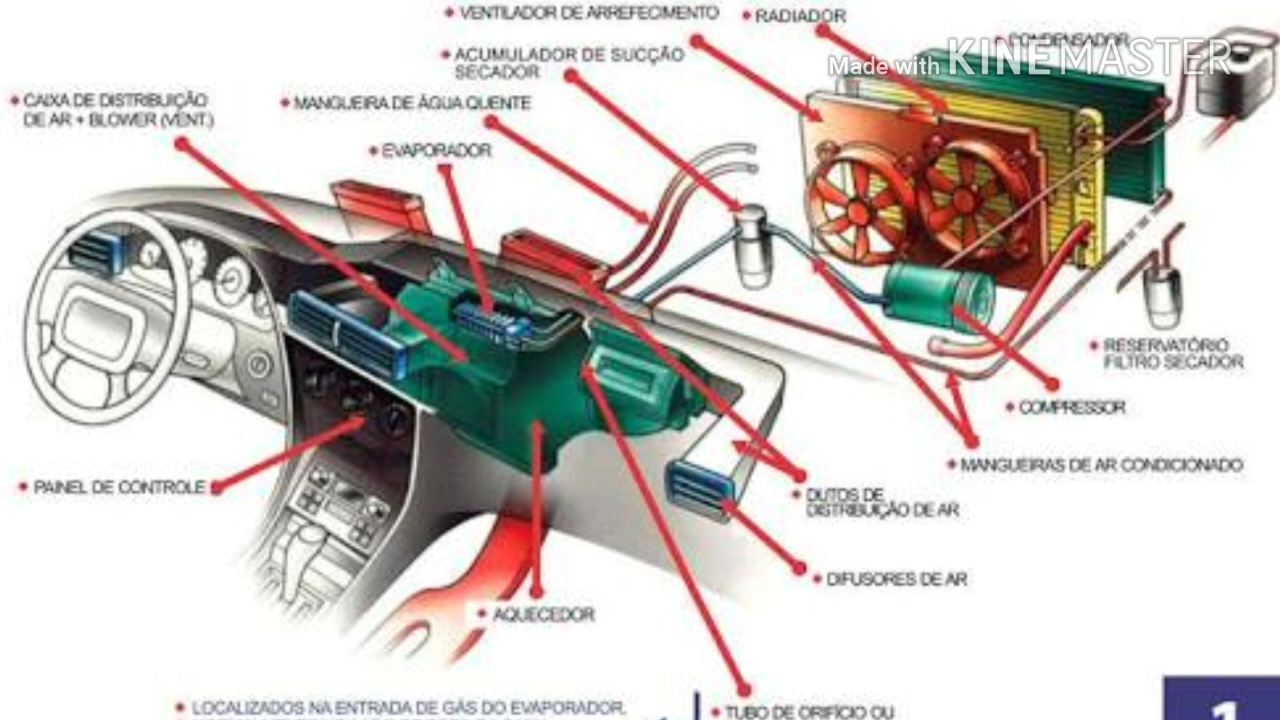 VENTILADOR DE ARREFECIMENTO
RADIADOR
CONDENSADOR
Made with KINEMASTER
ACUMULADOR DE SUCÇÃO
SECADOR
CAIXA DE DISTRIBUIÇÃO
DE AR + BLOWER (VENT.)
MANGUEIRA DE ÁGUA QUENTE
EVAPORADOR
RESERVATÓRIO
FILTRO SECADOR
COMPRESSOR
MANGUEIRAS DE AR CONDICIONADO
PAINEL DE CONTROLE
DUTOS DE
DISTRIBUIÇÃO DE AR
DIFUSORES DE AR
AQUECEDOR
LOCALIZADOS NA ENTRADA DE GÁS DO EVAPORADOR.
TUBO DE ORIFÍCIO OU
1